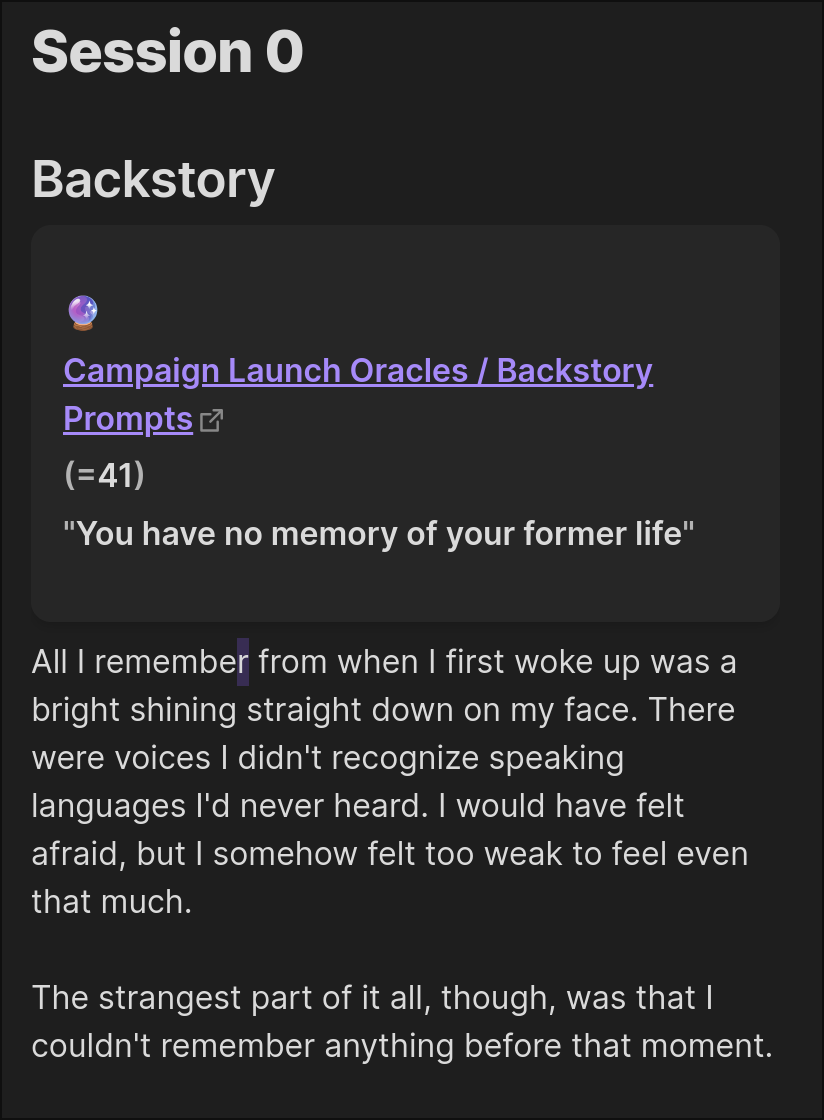 Session 0
Backstory
🔮
Campaign Launch Oracles / Backstory
Prompts
(=41)
"You have no memory of your former life"
All I remember from when I first woke up was a
bright shining straight down on my face. There
were voices I didn't recognize speaking
languages I'd never heard. I would have felt
afraid, but I somehow felt too weak to feel even
that much.
The strangest part of it all, though, was that I
couldn't remember anything before that moment.